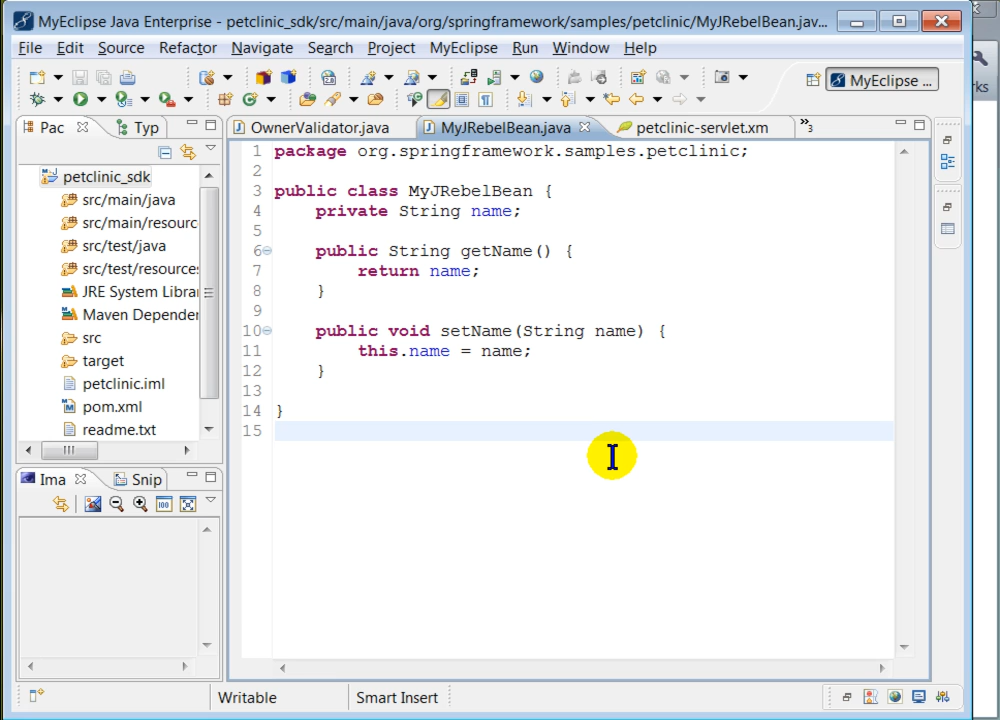 MyEclipse Java Enterprise - petclinic_sdk/src/main/java/org/springframework/samples/petclinic/MyJRebelBean.jav...
File Edit Source Refactor Navigate Search Project MyEclipse Run Window Help
MyEclipse ...
Pac Typ
OwnerValidator.java MyJRebelBean.java petclinic-servlet.xm »3
petclinic_sdk
src/main/java
src/main/resourc
src/test/java
src/test/resource
JRE System Libra
Maven Depender
src
target
petclinic.iml
pom.xml
readme.txt
1 package org.springframework.samples.petclinic;
2
3 public class MyJRebelBean {
4 private String name;
5
6 public String getName() {
7 return name;
8 }
9
10 public void setName(String name) {
11 this.name = name;
12 }
13
14 }
15
Ima Snip
100
Writable Smart Insert